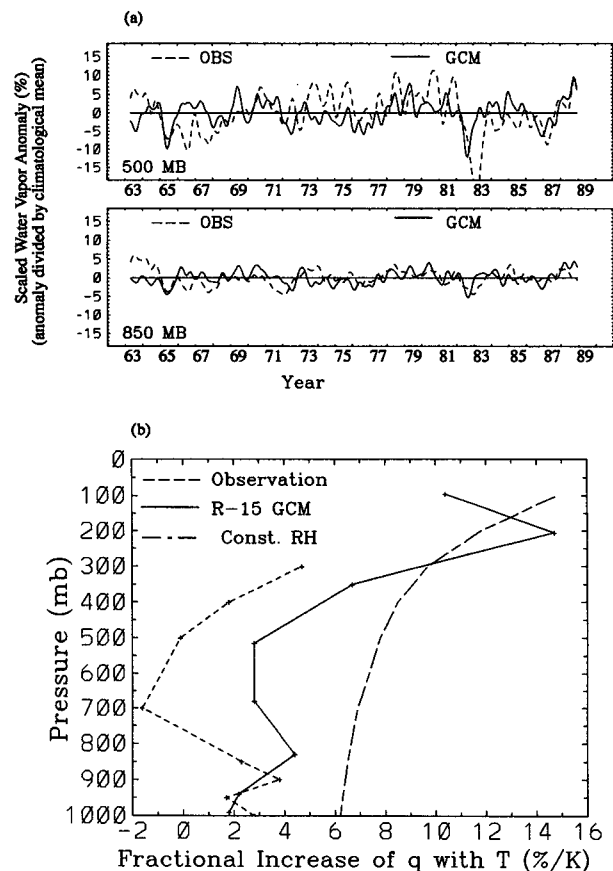 (a)
Scaled Water Vapor Anomaly (%)
(anomaly divided by climatological mean)
15
10
5
0
-5
-10
-15
OBS
GCM
500 MB
63 65 67 69 71 73 75 77 79 81 83 85 87 89
15
10
5
0
-5
-10
-15
OBS
GCM
850 MB
63 65 67 69 71 73 75 77 79 81 83 85 87 89
Year
(b)
Pressure (mb)
0
100
200
300
400
500
600
700
800
900
1000
Observation
R-15 GCM
Const. RH
-2 0 2 4 6 8 10 12 14 16
Fractional Increase of q with T (%/K)